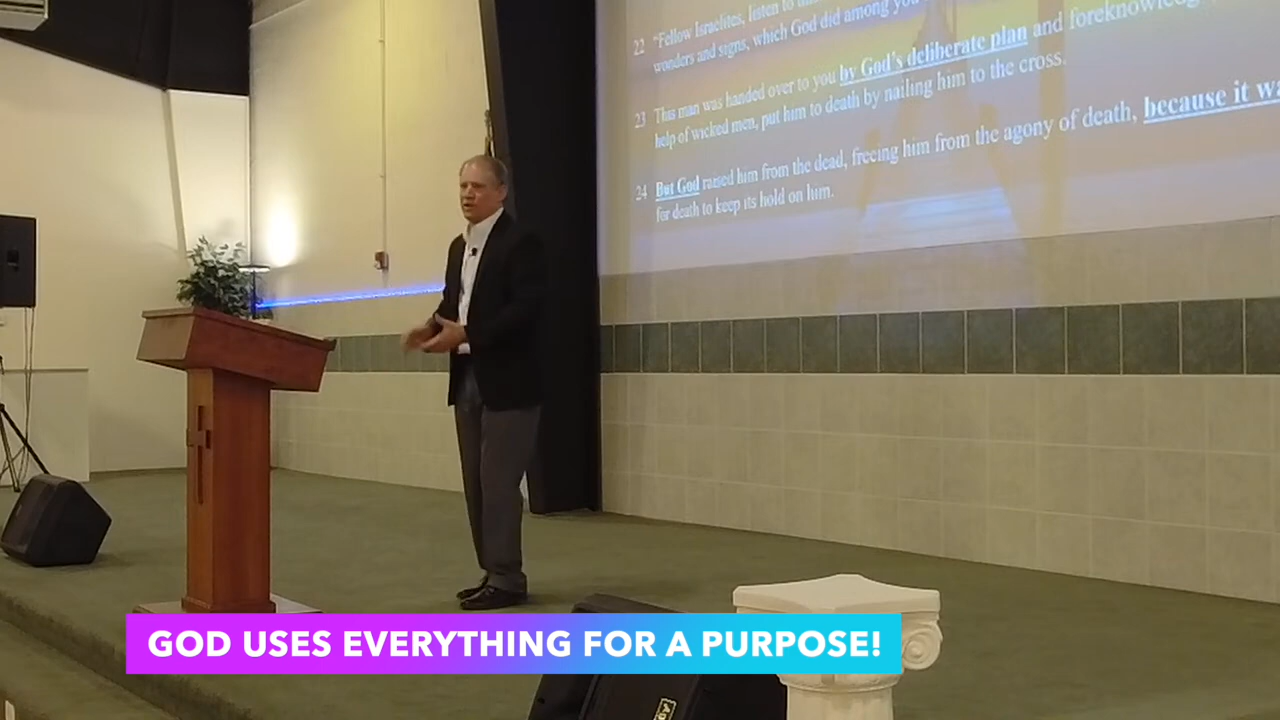 22 "Fellow Israelites, listen to this
wonders and signs, which God did among you
23 This man was handed over to you by God's deliberate plan and foreknowledge,
help of wicked men, put him to death by nailing him to the cross.
24 But God raised him from the dead, freeing him from the agony of death, because it wa
for death to keep its hold on him.
GOD USES EVERYTHING FOR A PURPOSE!